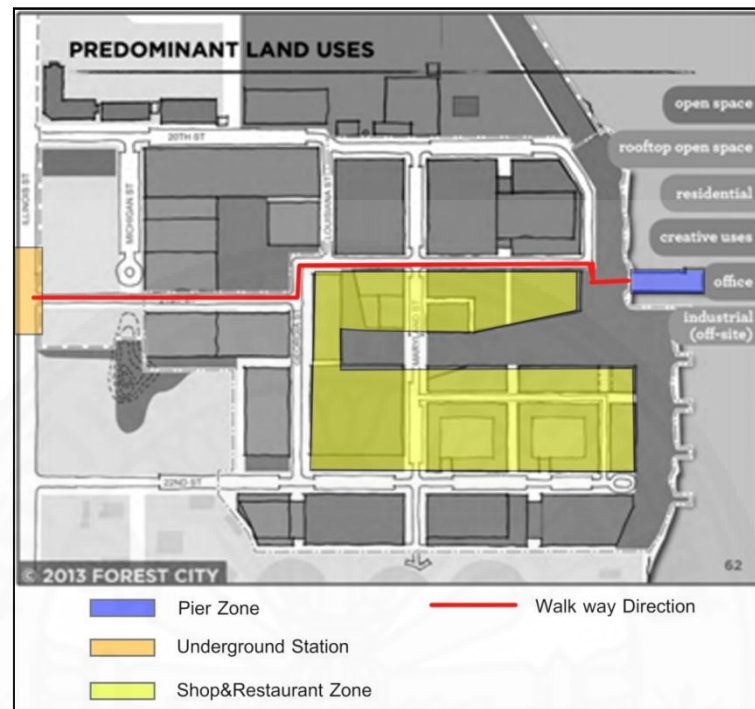 PREDOMINANT LAND USES
open space
rooftop open space
residential
creative uses
office
industrial
(off-site)
20TH ST
ILLINOIS ST
MICHIGAN ST
LOUISIANA ST
MARYLAND ST
22ND ST
© 2013 FOREST CITY
62
Pier Zone
Walk way Direction
Underground Station
Shop&Restaurant Zone